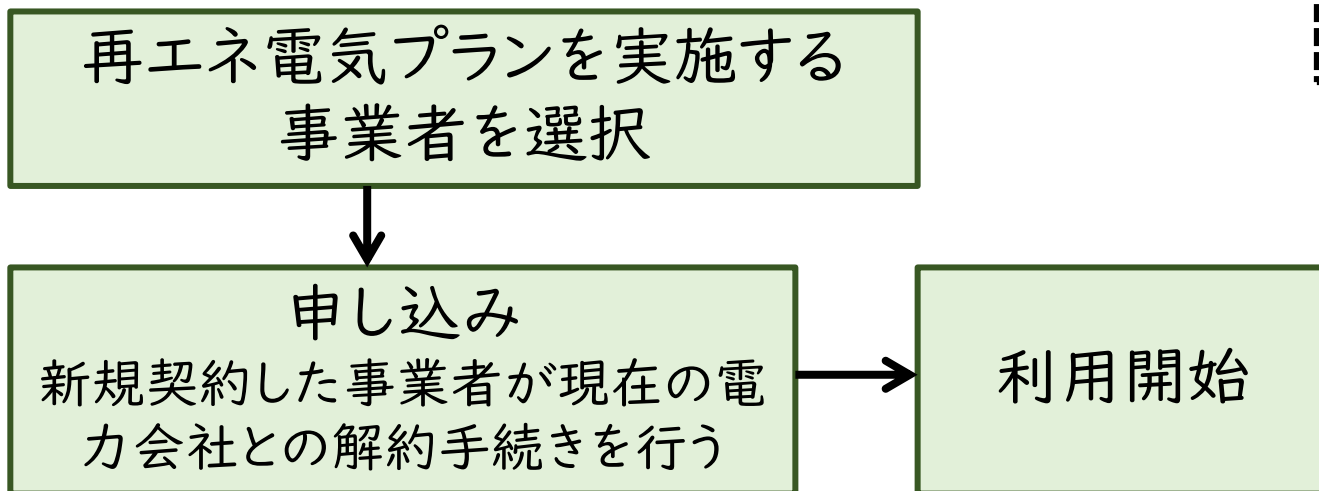 再エネ電気プランを実施する
事業者を選択
申し込み
新規契約した事業者が現在の電
力会社との解約手続きを行う
利用開始